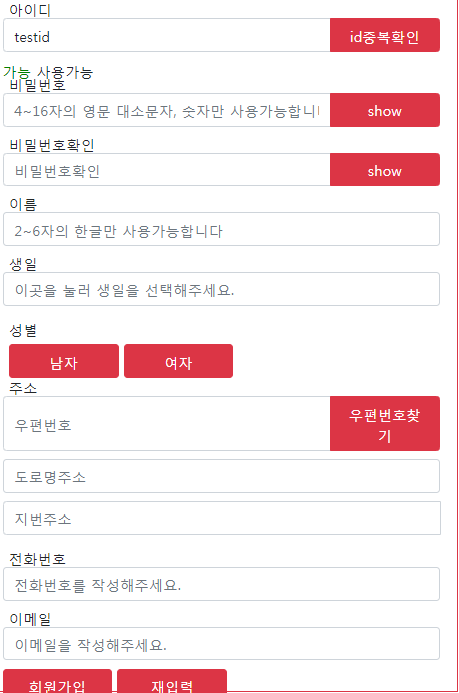 아이디
testid id중복확인
가능 사용가능
비밀번호
4~16자의 영문 대소문자, 숫자만 사용가능합니 show
비밀번호확인
비밀번호확인 show
이름
2~6자의 한글만 사용가능합니다
생일
이곳을 눌러 생일을 선택해주세요.
성별
남자 여자
주소
우편번호 우편번호찾
기
도로명주소
지번주소
전화번호
전화번호를 작성해주세요.
이메일
이메일을 작성해주세요.
회원가입 재입력